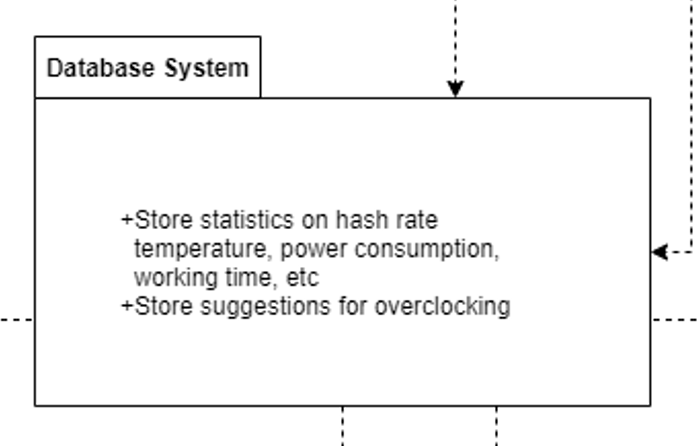 Database System
+Store statistics on hash rate
temperature, power consumption,
working time, etc
+Store suggestions for overclocking